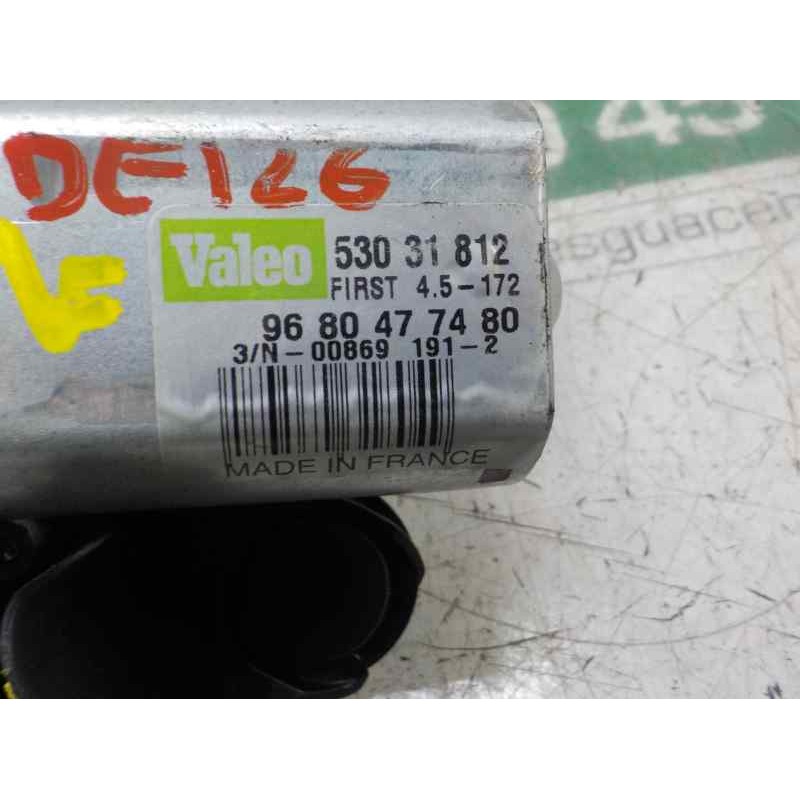 DE126
Valeo
530 31 812
FIRST 4.5-172
96 80 47 74 80
3/N-00869 191-2
MADE IN FRANCE